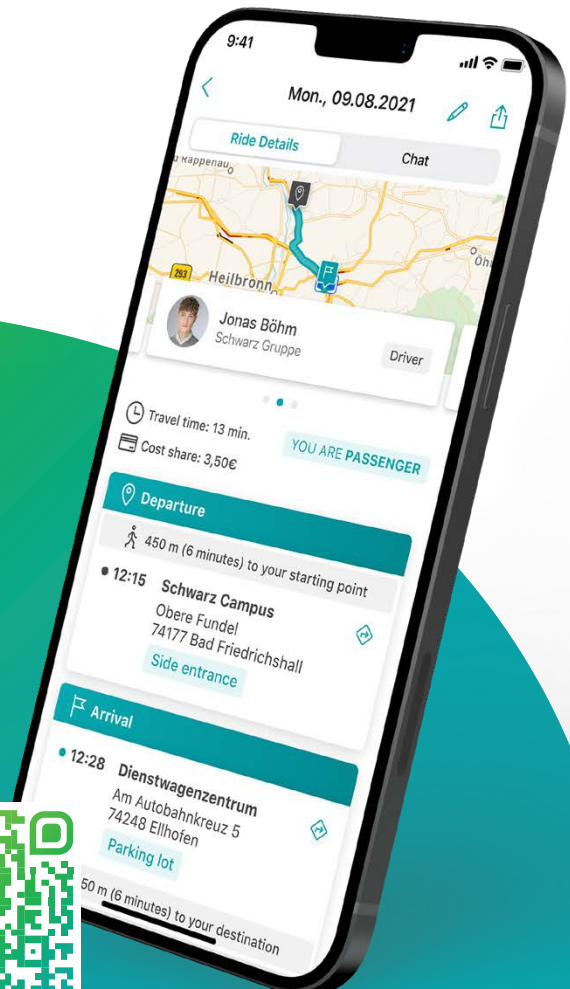 9:41
Mon., 09.08.2021
Ride Details
Chat
Rappenau
293
Heilbronn
Jonas Böhm
Schwarz Gruppe
Driver
Travel time: 13 min.
Cost share: 3,50€
YOU ARE PASSENGER
Departure
450 m (6 minutes) to your starting point
12:15 Schwarz Campus
Obere Fundel
74177 Bad Friedrichshall
Side entrance
Arrival
12:28 Dienstwagenzentrum
Am Autobahnkreuz 5
74248 Ellhofen
Parking lot
50 m (6 minutes) to your destination